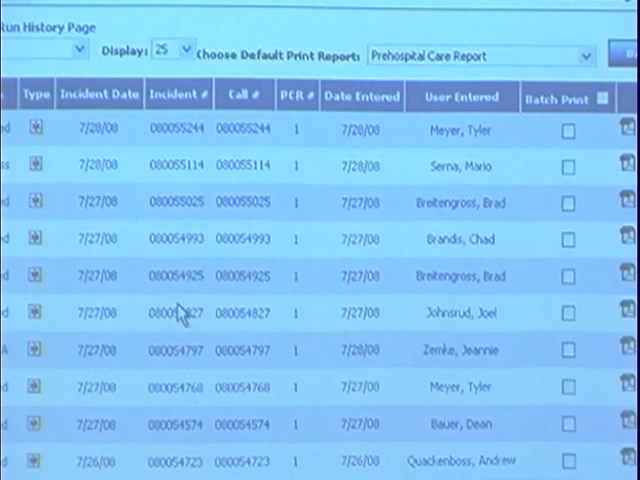 Run History Page
Display: 25 Choose Default Print Report: Prehospital Care Report
Type Incident Date Incident # Call # PCR # Date Entered User Entered Batch Print
7/28/08 080055244 080055244 1 7/28/08 Meyer, Tyler
7/28/08 080055114 080055114 1 7/28/08 Serna, Mario
7/27/08 080055025 080055025 1 7/27/08 Breitengross, Brad
7/27/08 080054993 080054993 1 7/27/08 Brandis, Chad
7/27/08 080054925 080054925 1 7/27/08 Breitengross, Brad
7/27/08 080054827 080054827 1 7/27/08 Johnsrud, Joel
7/27/08 080054797 080054797 1 7/28/08 Zemke, Jeannie
7/27/08 080054768 080054768 1 7/27/08 Meyer, Tyler
7/27/08 080054574 080054574 1 7/27/08 Bauer, Dean
7/26/08 080054723 080054723 1 7/26/08 Quackenboss, Andrew